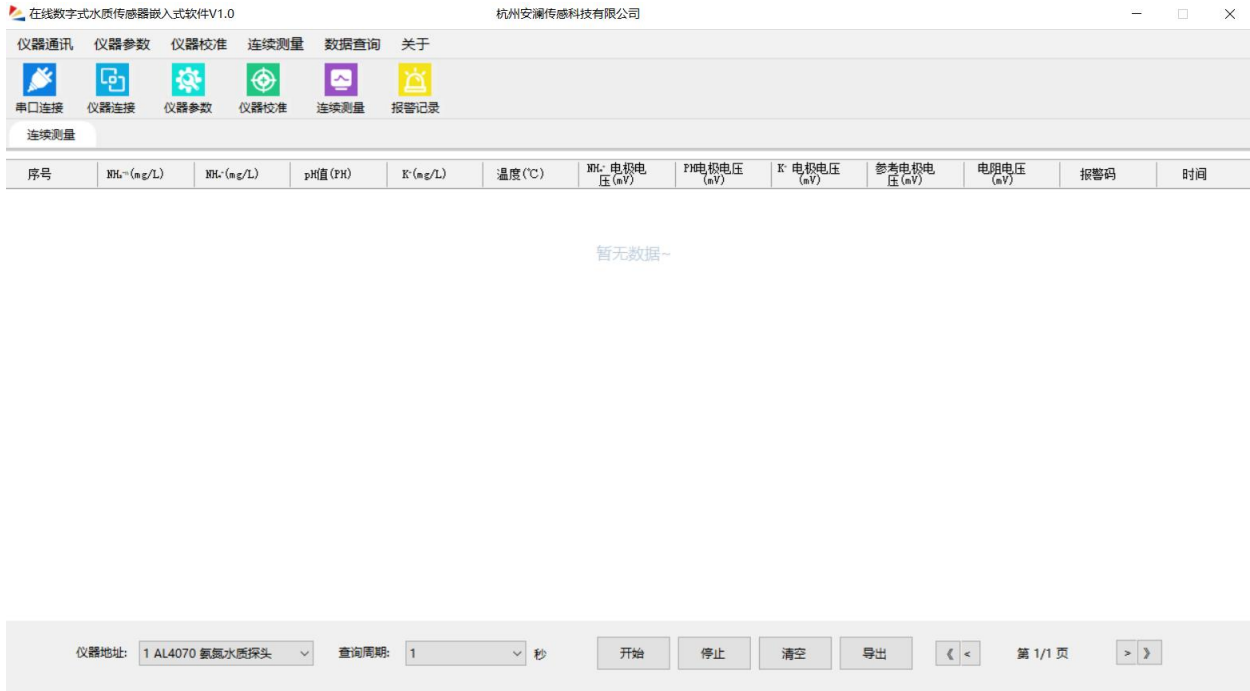 在线数字式水质传感器嵌入式软件V1.0 杭州安澜传感科技有限公司
仪器通讯 仪器参数 仪器校准 连续测量 数据查询 关于
串口连接 仪器连接 仪器参数 仪器校准 连续测量 报警记录
连续测量
序号 (mg/L) (mg/L) pH值(PH) (mg/L) 温度(℃) 电极电压(mV) PH电极电压(mV) 电极电压(mV) 参考电极电压(mV) 电阻电压(mV) 报警码 时间
暂无数据~
仪器地址: 1 AL4070 氨氮水质探头 查询周期: 1 秒 开始 停止 清空 导出 《 < 第 1/1 页 > 》